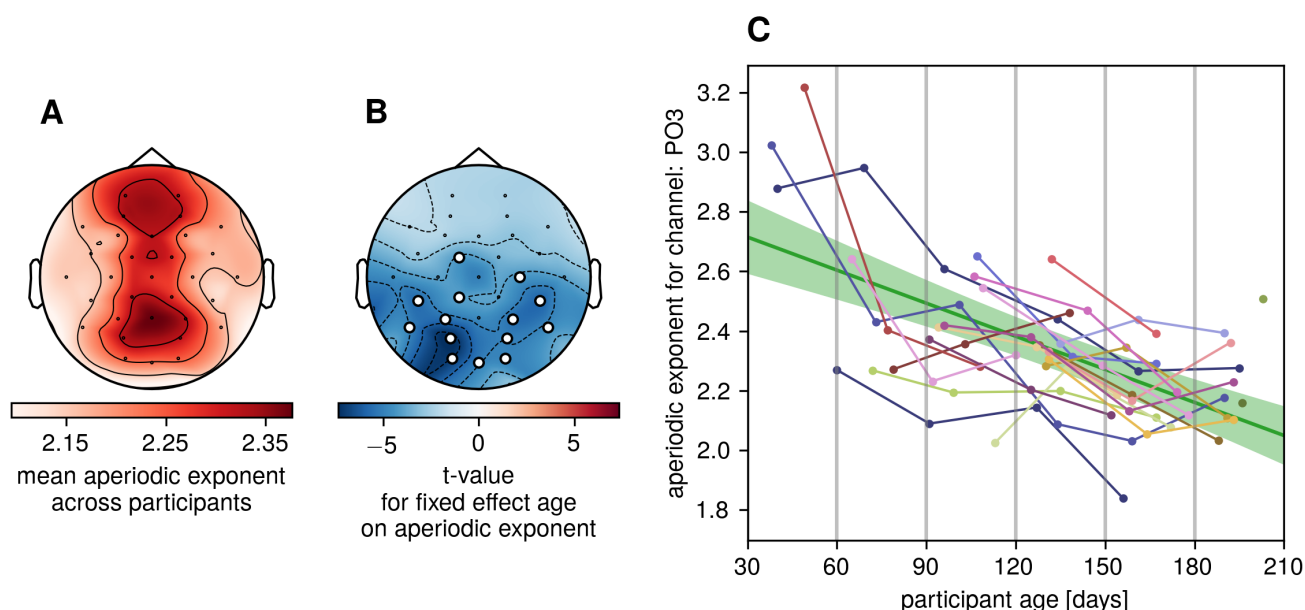 A
2.15 2.25 2.35
mean aperiodic exponent
across participants
B
−5 0 5
t-value
for fixed effect age
on aperiodic exponent
C
aperiodic exponent for channel: PO3
3.2
3.0
2.8
2.6
2.4
2.2
2.0
1.8
30 60 90 120 150 180 210
participant age [days]